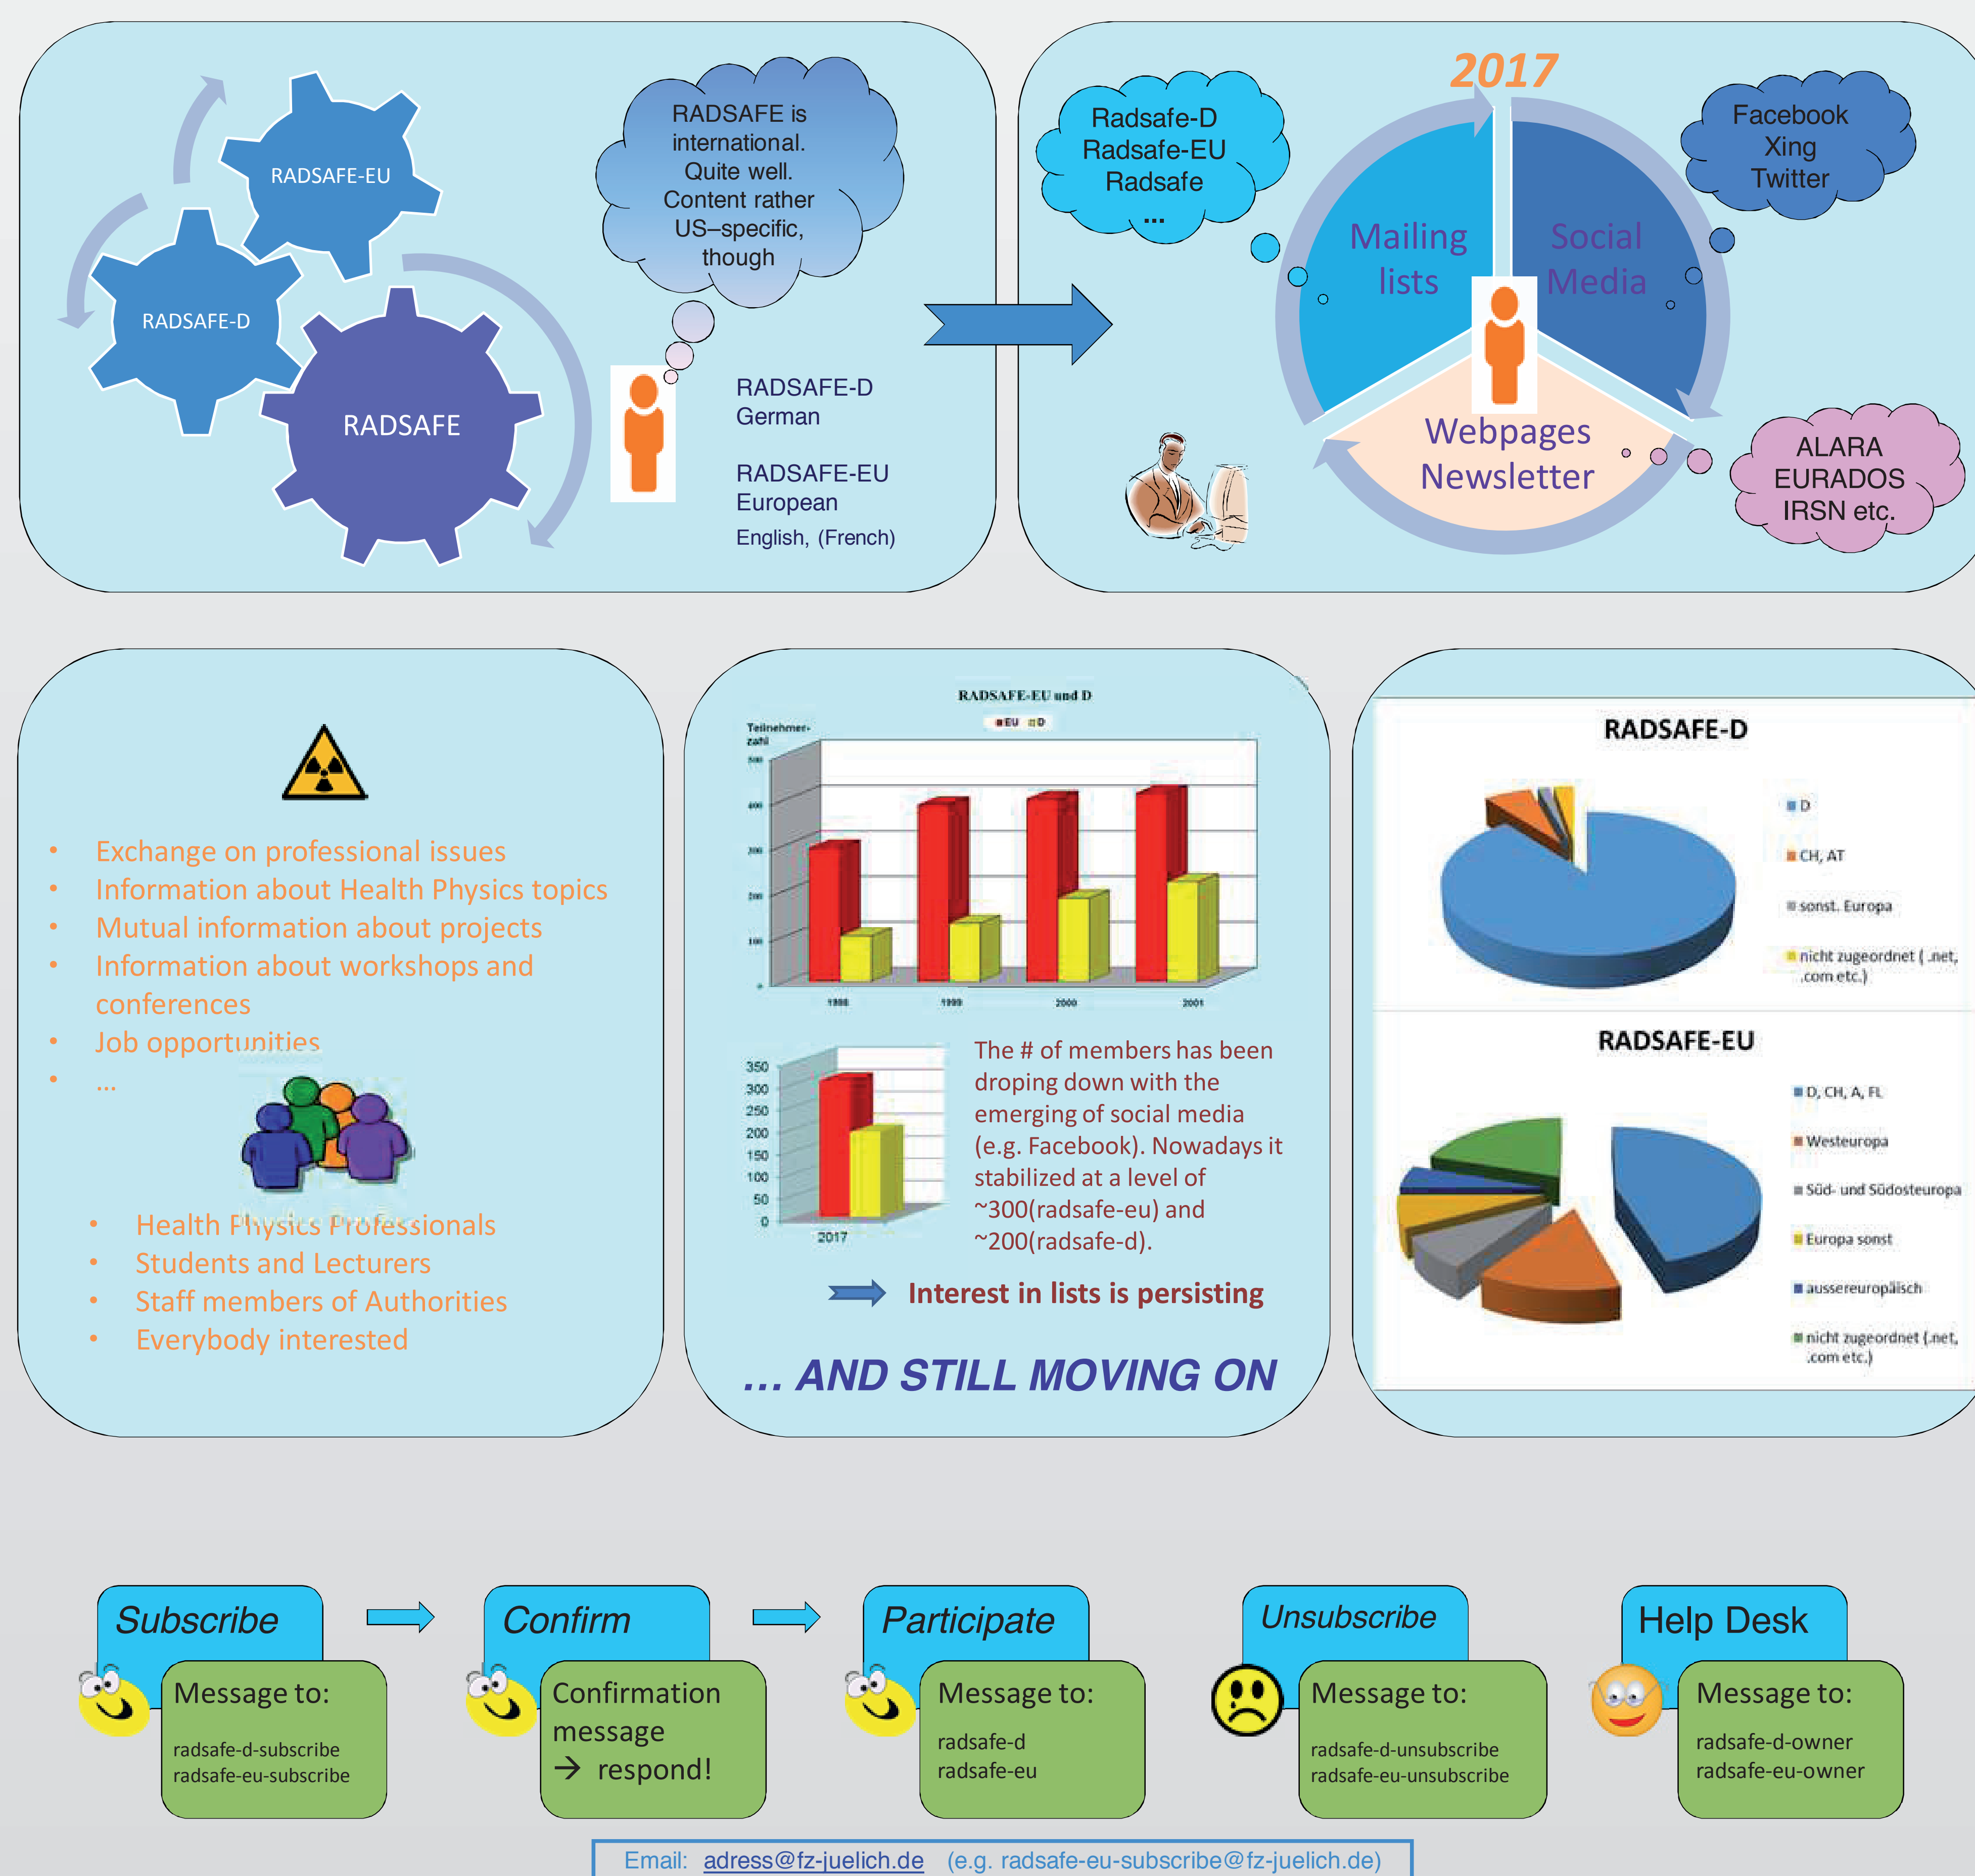 RADSAFE-EU
RADSAFE-D
RADSAFE
RADSAFE is
international.
Quite well.
Content rather
US–specific,
though
RADSAFE-D
German
RADSAFE-EU
European
English, (French)
2017
Radsafe-D
Radsafe-EU
Radsafe
...
Mailing
lists
Social
Media
Facebook
Xing
Twitter
Webpages
Newsletter
ALARA
EURADOS
IRSN etc.
• Exchange on professional issues
• Information about Health Physics topics
• Mutual information about projects
• Information about workshops and
conferences
• Job opportunities
• ...
• Health Physics Professionals
• Students and Lecturers
• Staff members of Authorities
• Everybody interested
RADSAFE-EU und D
EU D
Teilnehmer-
zahl
500
400
300
200
100
0
1998 1999 2000 2001
350
300
250
200
150
100
50
0
2017
The # of members has been
droping down with the
emerging of social media
(e.g. Facebook). Nowadays it
stabilized at a level of
~300(radsafe-eu) and
~200(radsafe-d).
Interest in lists is persisting
... AND STILL MOVING ON
RADSAFE-D
D
CH, AT
sonst. Europa
nicht zugeordnet ( .net,
.com etc.)
RADSAFE-EU
D, CH, A, FL
Westeuropa
Süd- und Südosteuropa
Europa sonst
aussereuropäisch
nicht zugeordnet (.net,
.com etc.)
Subscribe
Message to:
radsafe-d-subscribe
radsafe-eu-subscribe
Confirm
Confirmation
message
→ respond!
Participate
Message to:
radsafe-d
radsafe-eu
Unsubscribe
Message to:
radsafe-d-unsubscribe
radsafe-eu-unsubscribe
Help Desk
Message to:
radsafe-d-owner
radsafe-eu-owner
Email: adress@fz-juelich.de (e.g. radsafe-eu-subscribe@fz-juelich.de)